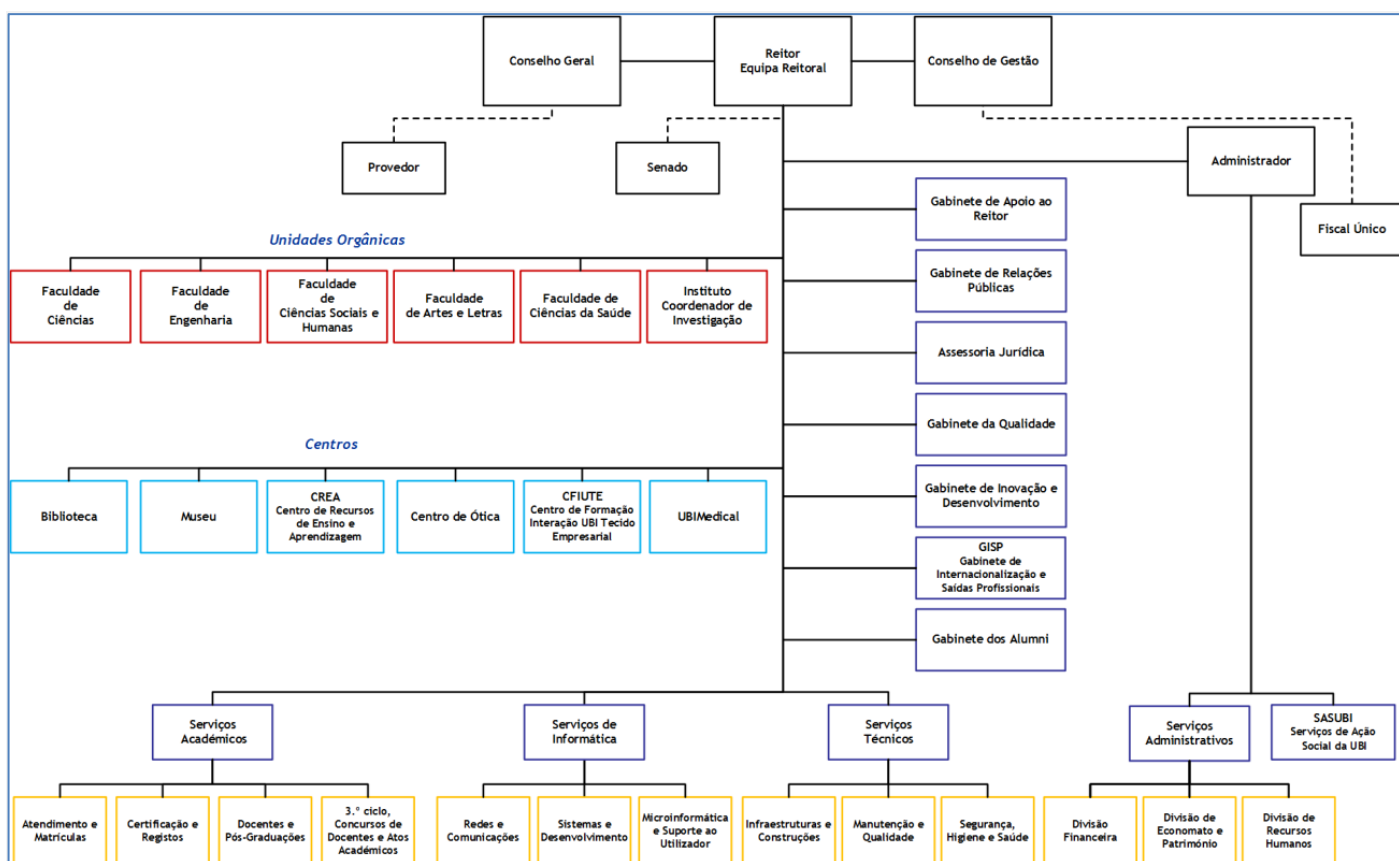 Conselho Geral
Reitor
Equipa Reitoral
Conselho de Gestão
Provedor
Senado
Administrador
Gabinete de Apoio ao
Reitor
Fiscal Único
Unidades Orgânicas
Faculdade
de
Ciências
Faculdade
de
Engenharia
Faculdade
de
Ciências Sociais e
Humanas
Faculdade
de Artes e Letras
Faculdade de
Ciências da Saúde
Instituto
Coordenador de
Investigação
Gabinete de Relações
Públicas
Assessoria Jurídica
Gabinete da Qualidade
Centros
Biblioteca
Museu
CREA
Centro de Recursos
de Ensino e
Aprendizagem
Centro de Ótica
CFIUTE
Centro de Formação
Interação UBI Tecido
Empresarial
UBIMedical
Gabinete de Inovação e
Desenvolvimento
GISP
Gabinete de
Internacionalização e
Saídas Profissionais
Gabinete dos Alumni
Serviços
Académicos
Serviços de
Informática
Serviços
Técnicos
Serviços
Administrativos
SASUBI
Serviços de Ação
Social da UBI
Atendimento e
Matrículas
Certificação e
Registos
Docentes e
Pós-Graduações
3.º ciclo,
Concursos de
Docentes e Atos
Académicos
Redes e
Comunicações
Sistemas e
Desenvolvimento
Microinformática
e Suporte ao
Utilizador
Infraestruturas e
Construções
Manutenção e
Qualidade
Segurança,
Higiene e Saúde
Divisão
Financeira
Divisão de
Economato e
Património
Divisão de
Recursos
Humanos